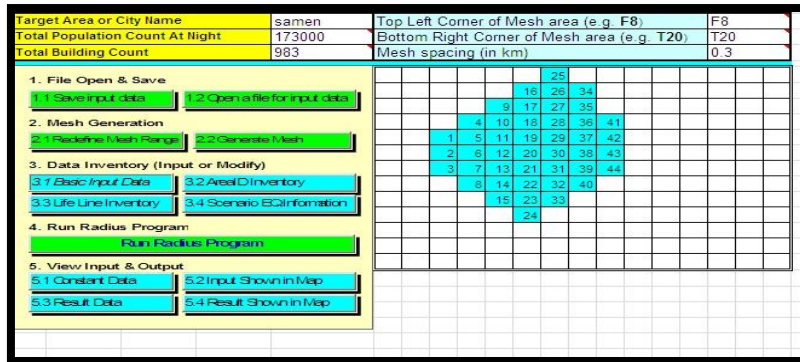 Target Area or City Name samen Top Left Corner of Mesh area (e.g. F8) F8
Total Population Count At Night 173000 Bottom Right Corner of Mesh area (e.g. T20) T20
Total Building Count 983 Mesh spacing (in km) 0.3
1. File Open & Save
1.1 Save input data 1.2 Open a file for input data
2. Mesh Generation
2.1 Redefine Mesh Range 2.2 Generate Mesh
3. Data Inventory (Input or Modify)
3.1 Basic Input Data 3.2 Area ID Inventory
3.3 Life Line Inventory 3.4 Scenario EQ Information
4. Run Radius Program
Run Radius Program
5. View Input & Output
5.1 Constant Data 5.2 Input Shown in Map
5.3 Result Data 5.4 Result Shown in Map
25
16 26 34
9 17 27 35
4 10 18 28 36 41
1 5 11 19 29 37 42
2 6 12 20 30 38 43
3 7 13 21 31 39 44
8 14 22 32 40
15 23 33
24